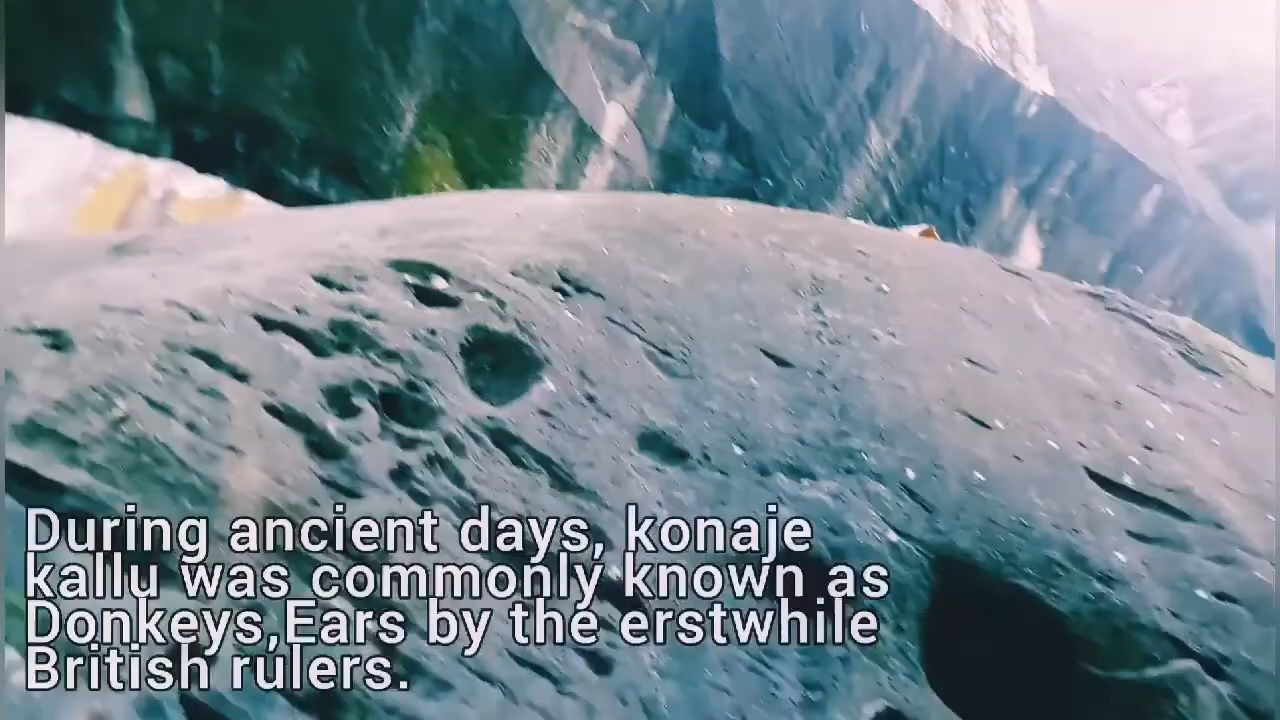 During ancient days, konaje
kallu was commonly known as
Donkeys,Ears by the erstwhile
British rulers.